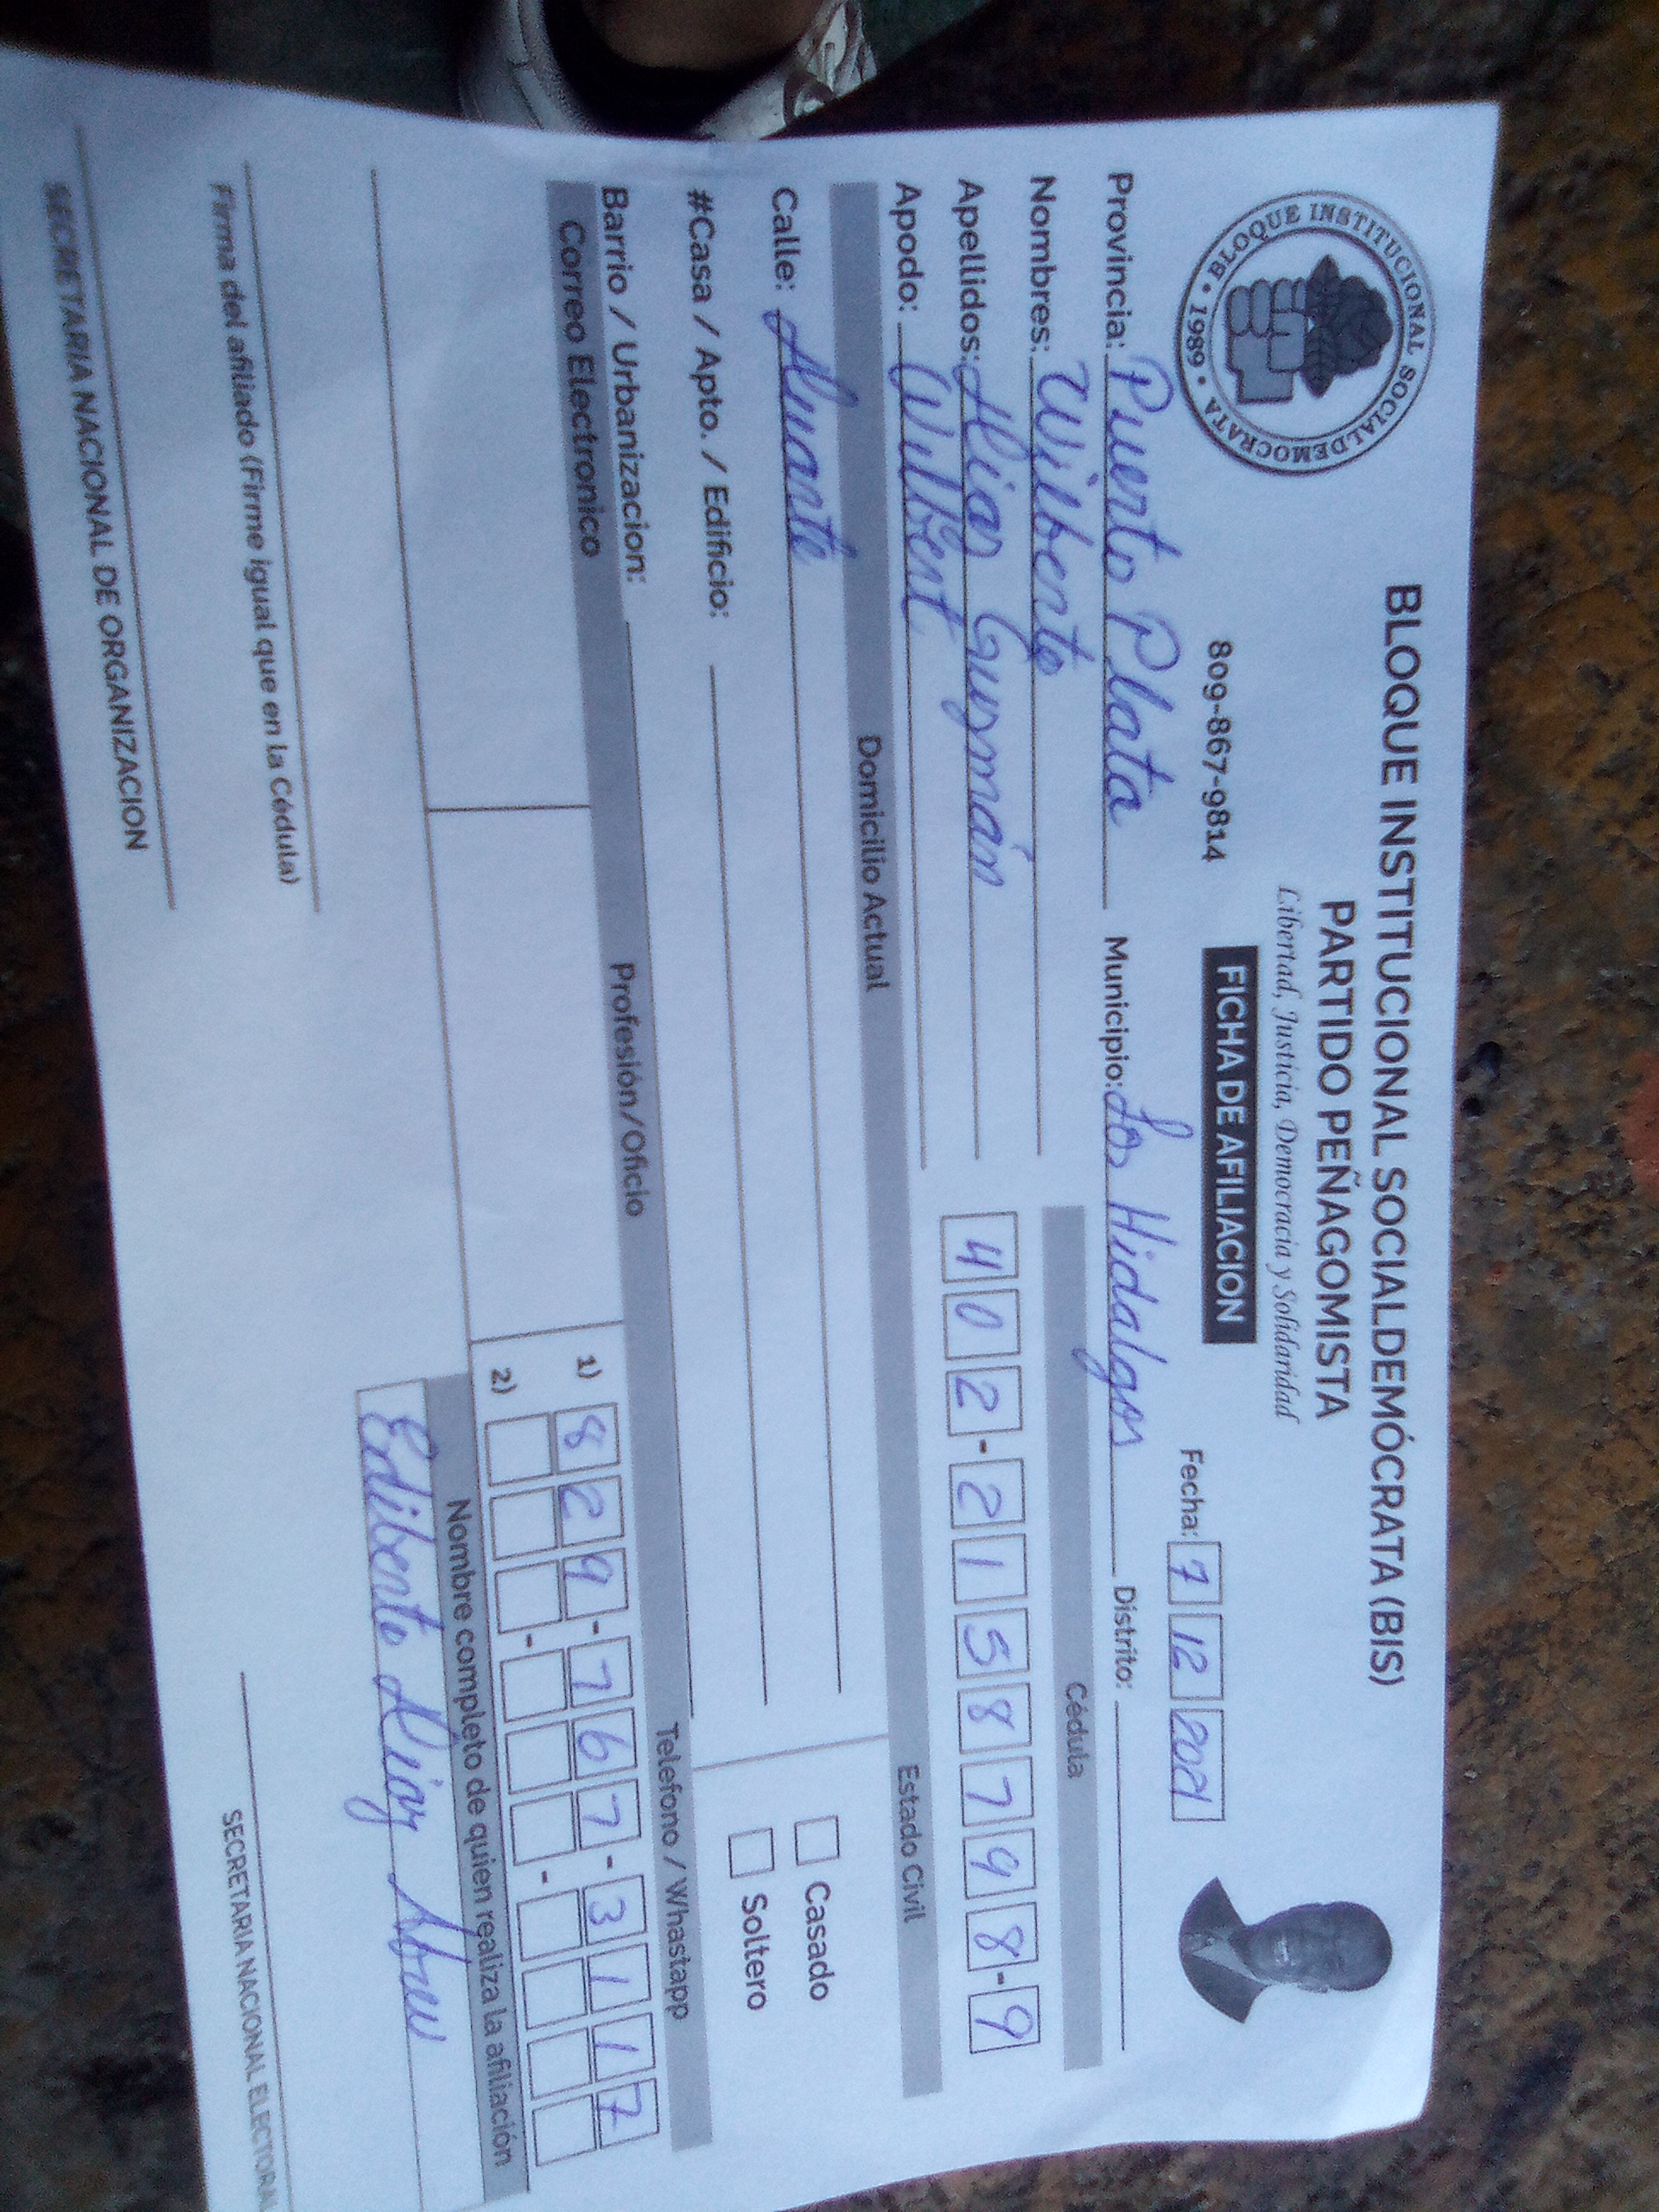 BLOQUE INSTITUCIONAL SOCIALDEMOCRATA • 1989 •
BLOQUE INSTITUCIONAL SOCIALDEMÓCRATA (BIS)
PARTIDO PEÑAGOMISTA
Libertad, Justicia, Democracia y Solidaridad
809-867-9814 FICHA DE AFILIACION Fecha: 7 12 2021
Provincia: Puerto Plata Municipio: Los Hidalgos Distrito:
Nombres: Wilberto
Cédula
Apellidos: Diaz Guzmán
402-2158798-9
Apodo: Wilbert
Domicilio Actual Estado Civil
Calle: Duarte
Casado
#Casa / Apto. / Edificio:
Soltero
Barrio / Urbanizacion:
Correo Electronico Profesión/Oficio Telefono / Whastapp
1) 829-767-3117
2) - -
Nombre completo de quien realiza la afiliación
Ediberto Diaz Abreu
Firma del afiliado (Firme igual que en la Cédula)
SECRETARIA NACIONAL DE ORGANIZACION
SECRETARIA NACIONAL ELECTORAL